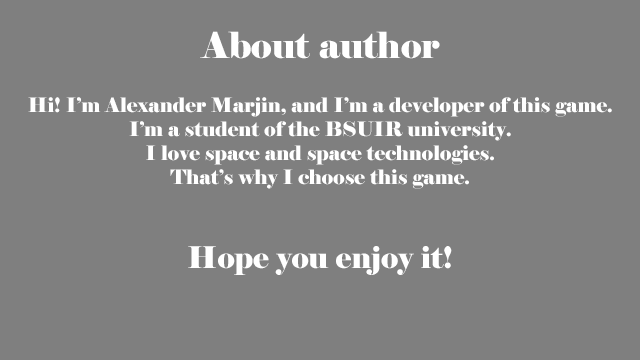 About author
Hi! I'm Alexander Marjin, and I'm a developer of this game.
I'm a student of the BSUIR university.
I love space and space technologies.
That's why I choose this game.
Hope you enjoy it!